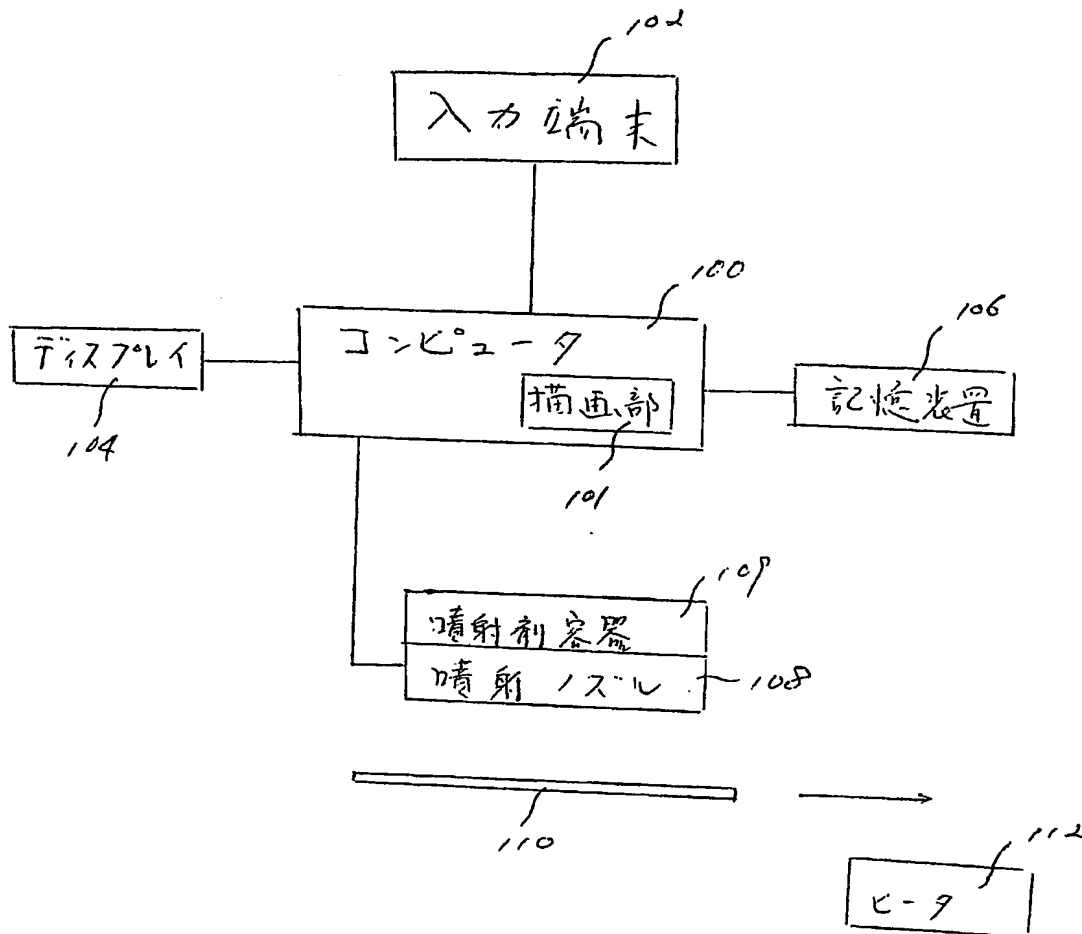 102
入力端末
100
コンピュータ
106
ディスプレイ
描画部
記憶装置
104
101
109
噴射剤容器
噴射ノズル
108
110
112
ヒータ